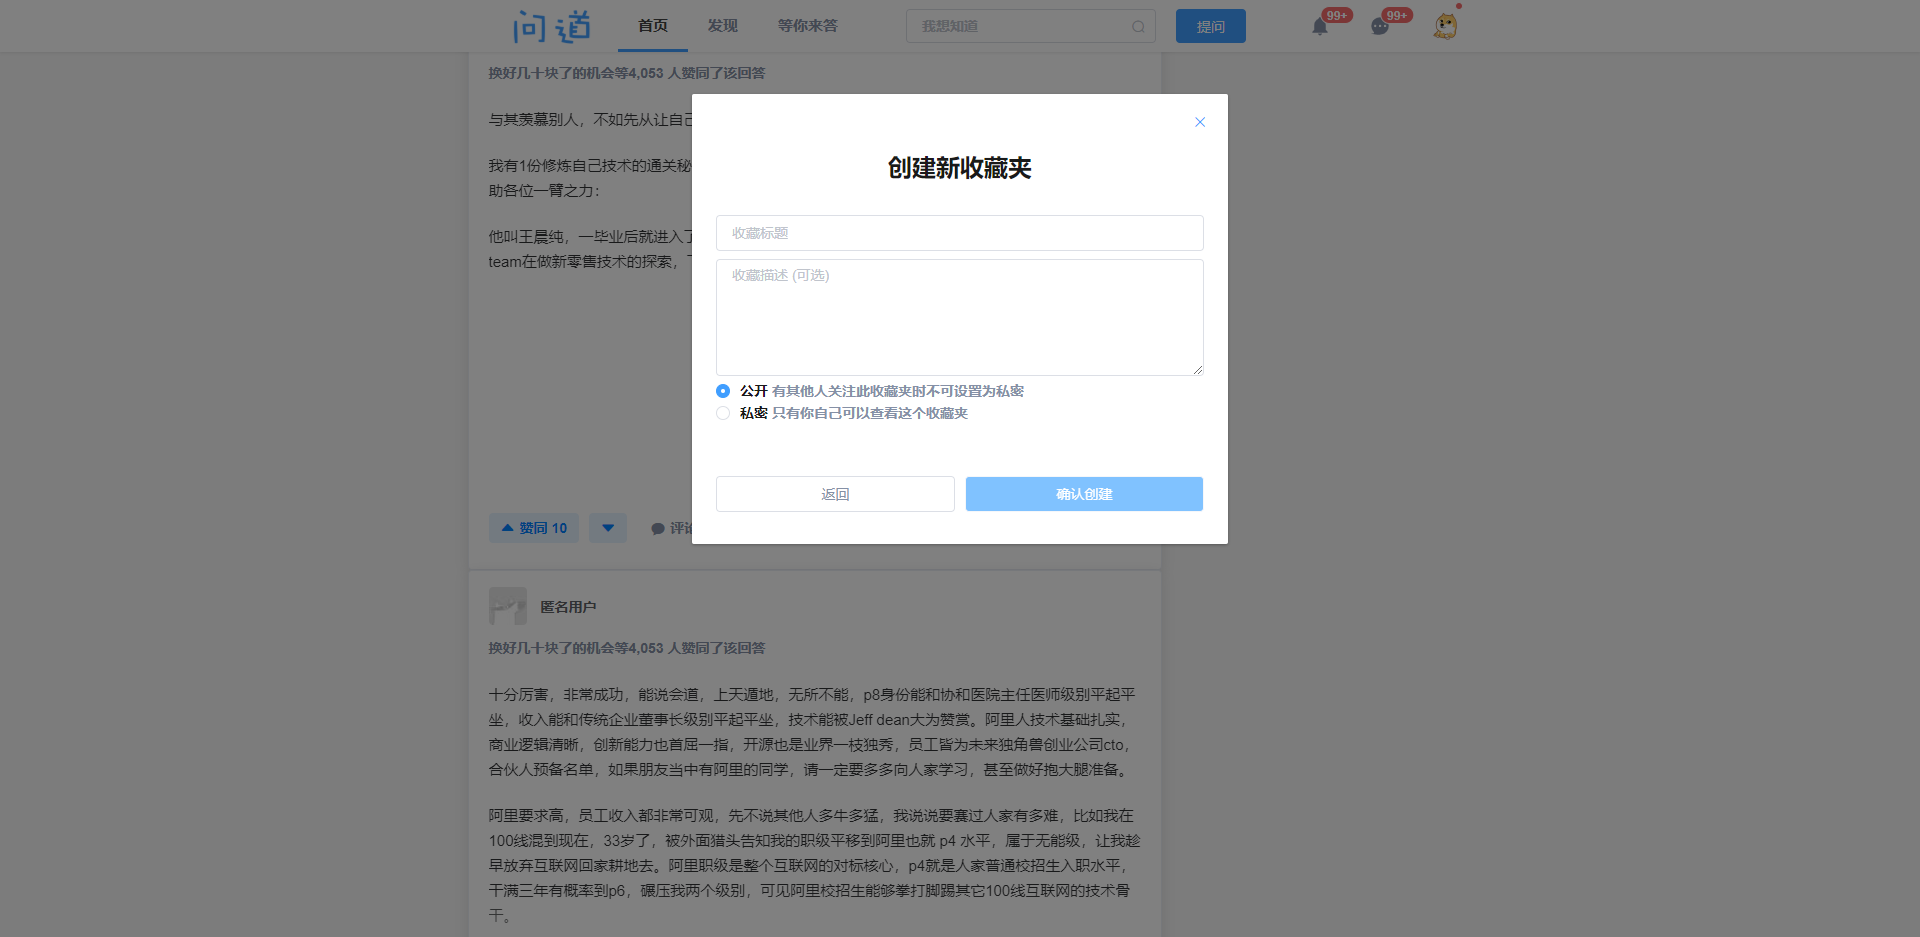 问道
首页
发现
等你来答
我想知道
提问
99+
99+
换好几十块了的机会等4,053 人赞同了该回答
与其羡慕别人，不如先从让自己
我有1份修炼自己技术的通关秘
助各位一臂之力：
他叫王晨纯，一毕业后就进入了
team在做新零售技术的探索，
创建新收藏夹
收藏标题
收藏描述 (可选)
公开 有其他人关注此收藏夹时不可设置为私密
私密 只有你自己可以查看这个收藏夹
返回
确认创建
赞同 10
评论
匿名用户
换好几十块了的机会等4,053 人赞同了该回答
十分厉害，非常成功，能说会道，上天遁地，无所不能，p8身份能和协和医院主任医师级别平起平
坐，收入能和传统企业董事长级别平起平坐，技术能被Jeff dean大为赞赏。阿里人技术基础扎实，
商业逻辑清晰，创新能力也首屈一指，开源也是业界一枝独秀，员工皆为未来独角兽创业公司cto，
合伙人预备名单，如果朋友当中有阿里的同学，请一定要多多向人家学习，甚至做好抱大腿准备。
阿里要求高，员工收入都非常可观，先不说其他人多牛多猛，我说说要赛过人家有多难，比如我在
100线混到现在，33岁了，被外面猎头告知我的职级平移到阿里也就 p4 水平，属于无能级，让我趁
早放弃互联网回家耕地去。阿里职级是整个互联网的对标核心，p4就是人家普通校招生入职水平，
干满三年有概率到p6，碾压我两个级别，可见阿里校招生能够拳打脚踢其它100线互联网的技术骨
干。